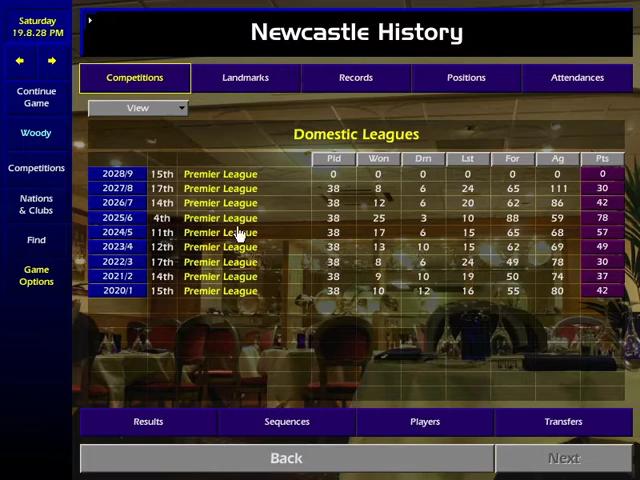 Saturday
19.8.28 PM
Newcastle History
Competitions Landmarks Records Positions Attendances
Continue
Game
Woody
Competitions
Nations
& Clubs
Find
Game
Options
View
Domestic Leagues
Pld Won Drn Lst For Ag Pts
2028/9 15th Premier League 0 0 0 0 0 0 0
2027/8 17th Premier League 38 8 6 24 65 111 30
2026/7 14th Premier League 38 12 6 20 62 86 42
2025/6 4th Premier League 38 25 3 10 88 59 78
2024/5 11th Premier League 38 17 6 15 65 68 57
2023/4 12th Premier League 38 13 10 15 62 69 49
2022/3 17th Premier League 38 8 6 24 49 78 30
2021/2 14th Premier League 38 9 10 19 50 74 37
2020/1 15th Premier League 38 10 12 16 55 80 42
Results Sequences Players Transfers
Back Next